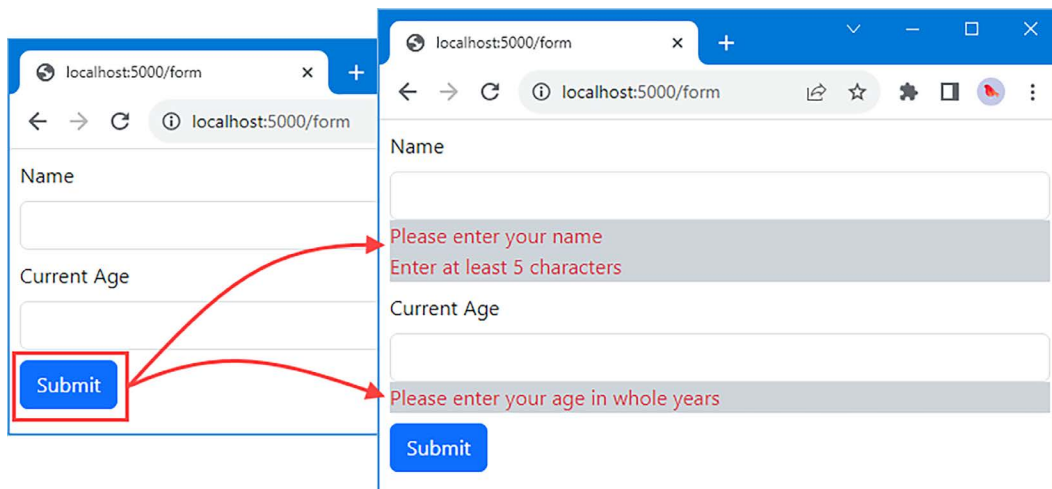 localhost:5000/form
localhost:5000/form
Name
Current Age
Submit
localhost:5000/form
localhost:5000/form
Name
Please enter your name
Enter at least 5 characters
Current Age
Please enter your age in whole years
Submit